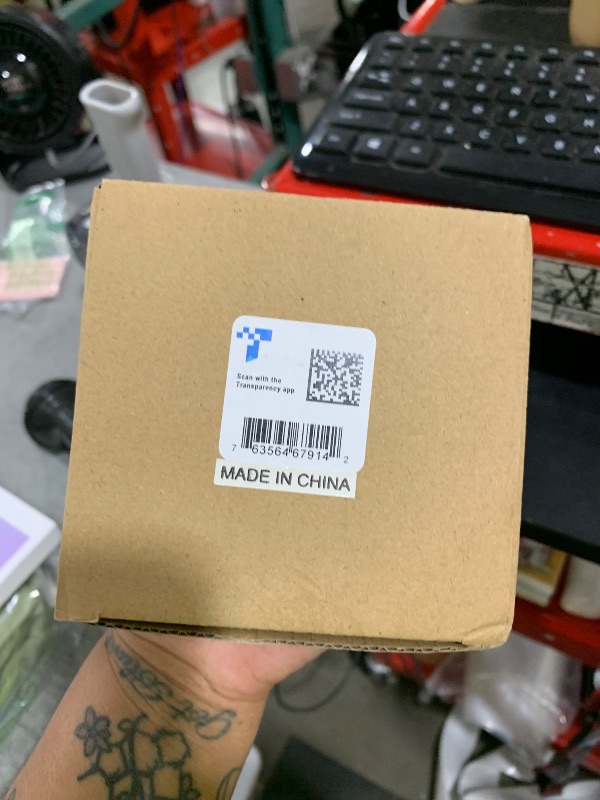 Scan with the
Transparency app
7 63564 67914 2
MADE IN CHINA